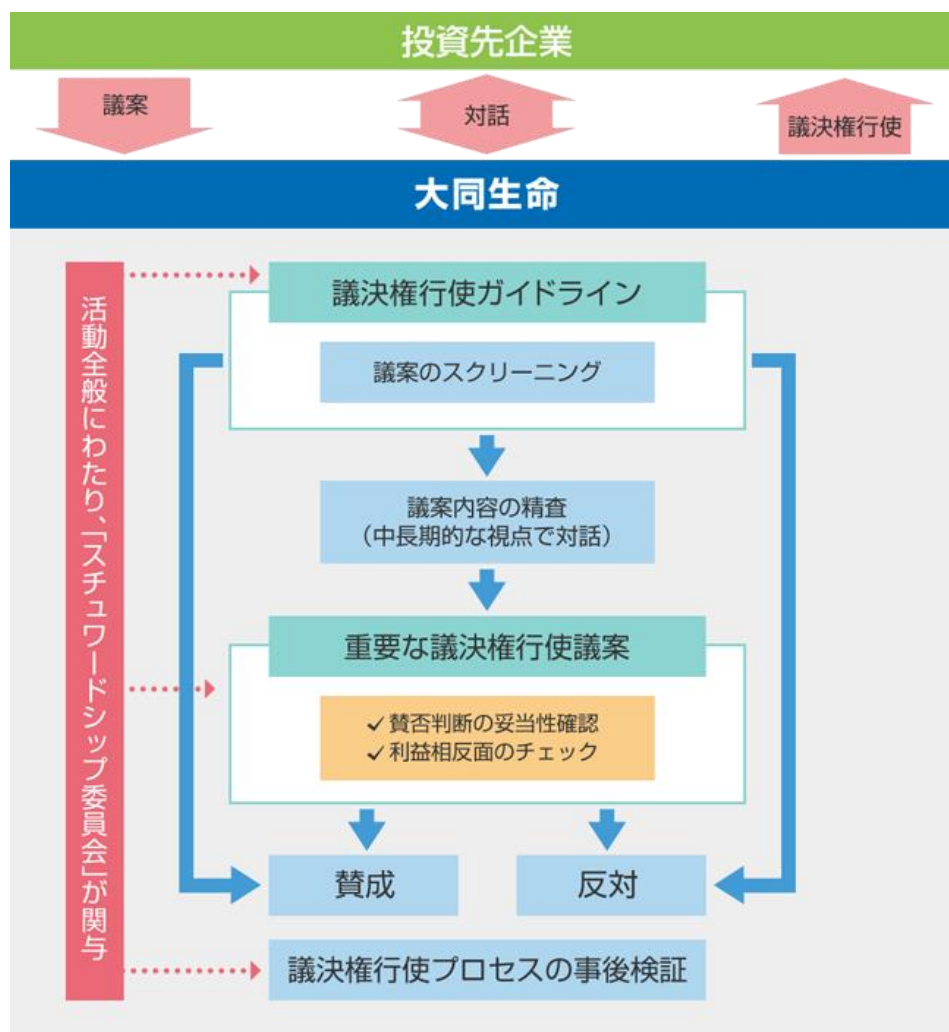 投資先企業
議案
対話
議決権行使
大同生命
活動全般にわたり、「スチュワードシップ委員会」が関与
議決権行使ガイドライン
議案のスクリーニング
議案内容の精査
（中長期的な視点で対話）
重要な議決権行使議案
✓賛否判断の妥当性確認
✓利益相反面のチェック
賛成
反対
議決権行使プロセスの事後検証